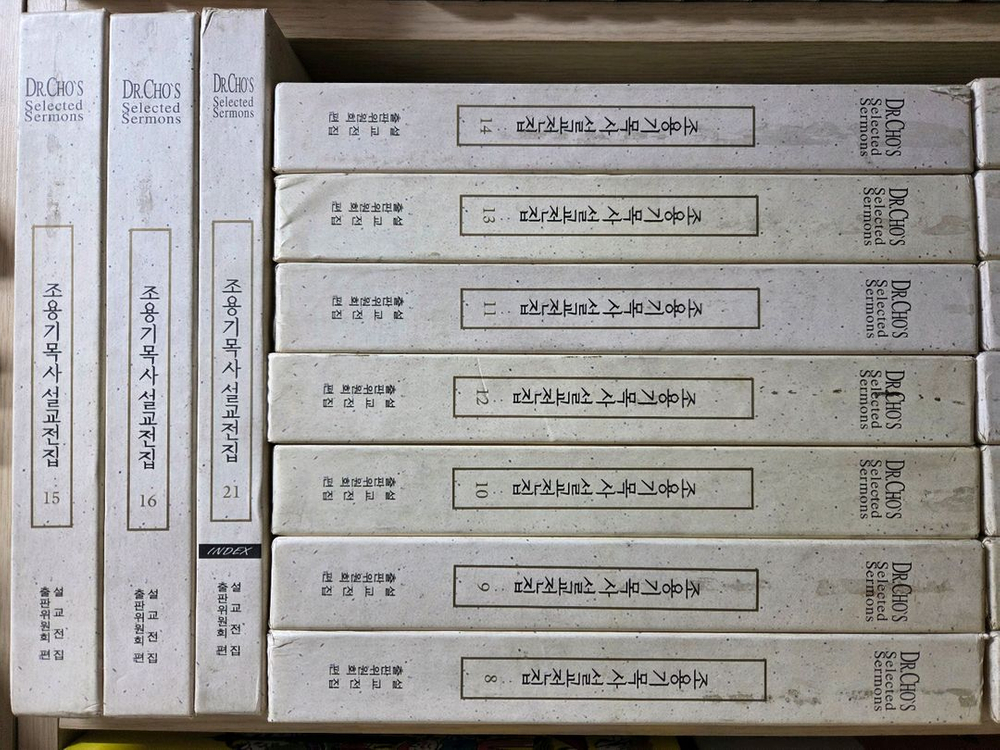 DR.CHO'S
Selected
Sermons
조용기목사 설교전집
15
설교전집
출판위원회 편
DR.CHO'S
Selected
Sermons
조용기목사 설교전집
16
설교전집
출판위원회 편
DR.CHO'S
Selected
Sermons
조용기목사 설교전집
21
INDEX
설교전집
출판위원회 편
DR.CHO'S
Selected
Sermons
조용기목사 설교전집
14
설교전집
출판위원회 편
DR.CHO'S
Selected
Sermons
조용기목사 설교전집
13
설교전집
출판위원회 편
DR.CHO'S
Selected
Sermons
조용기목사 설교전집
11
설교전집
출판위원회 편
DR.CHO'S
Selected
Sermons
조용기목사 설교전집
12
설교전집
출판위원회 편
DR.CHO'S
Selected
Sermons
조용기목사 설교전집
10
설교전집
출판위원회 편
DR.CHO'S
Selected
Sermons
조용기목사 설교전집
9
설교전집
출판위원회 편
DR.CHO'S
Selected
Sermons
조용기목사 설교전집
8
설교전집
출판위원회 편